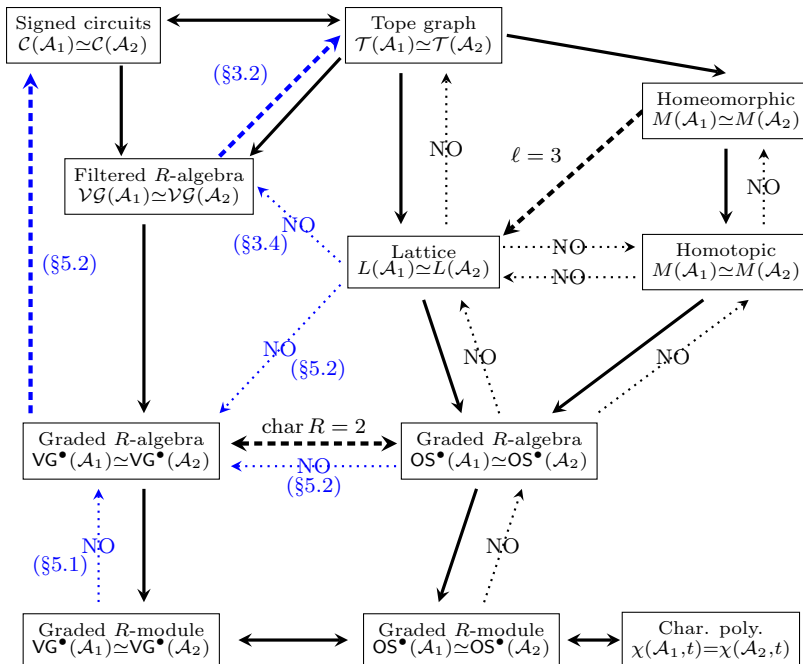 Signed circuits
𝒞(𝒜₁)≃𝒞(𝒜₂)
Tope graph
𝒯(𝒜₁)≃𝒯(𝒜₂)
(§3.2)
Homeomorphic
M(𝒜₁)≃M(𝒜₂)
NO
ℓ = 3
Filtered R-algebra
𝒱𝒢(𝒜₁)≃𝒱𝒢(𝒜₂)
NO
NO
(§3.4)
(§5.2)
Lattice
L(𝒜₁)≃L(𝒜₂)
NO
NO
Homotopic
M(𝒜₁)≃M(𝒜₂)
NO
(§5.2)
NO
NO
char R = 2
Graded R-algebra
VG•(𝒜₁)≃VG•(𝒜₂)
NO
(§5.2)
Graded R-algebra
OS•(𝒜₁)≃OS•(𝒜₂)
NO
(§5.1)
NO
Graded R-module
VG•(𝒜₁)≃VG•(𝒜₂)
Graded R-module
OS•(𝒜₁)≃OS•(𝒜₂)
Char. poly.
χ(𝒜₁,t)=χ(𝒜₂,t)